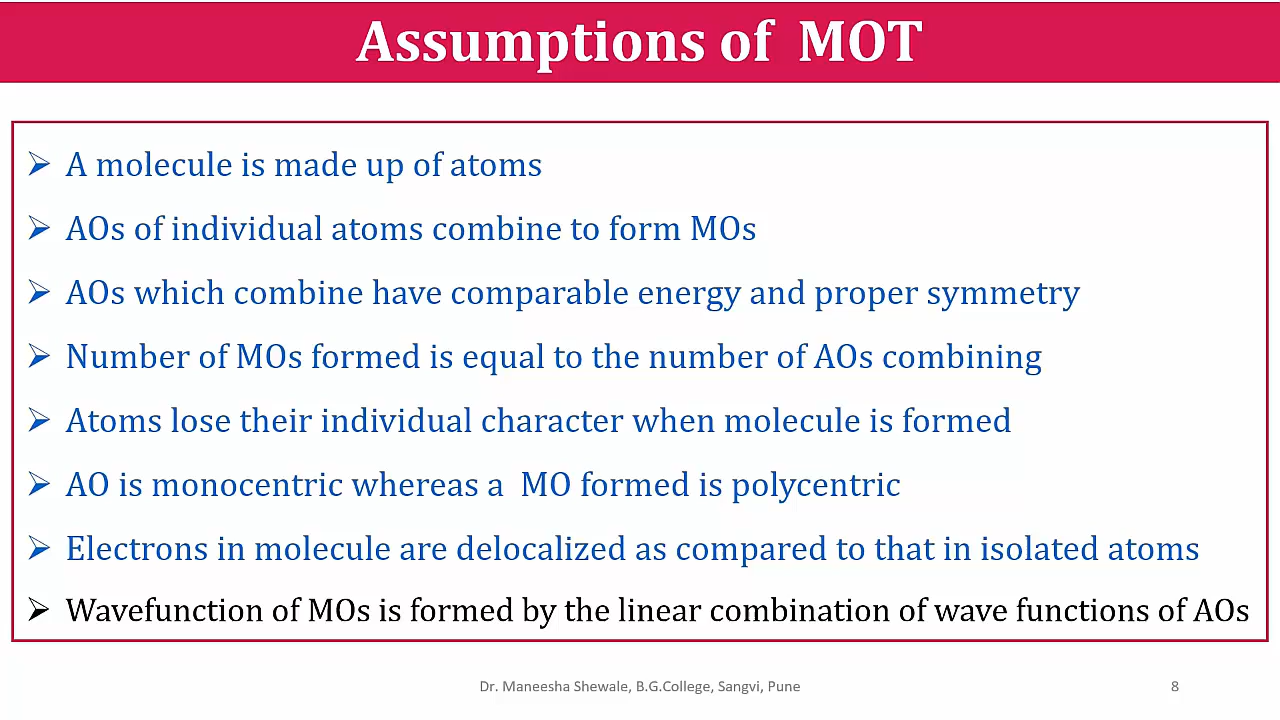 Assumptions of MOT
➢ A molecule is made up of atoms
➢ AOs of individual atoms combine to form MOs
➢ AOs which combine have comparable energy and proper symmetry
➢ Number of MOs formed is equal to the number of AOs combining
➢ Atoms lose their individual character when molecule is formed
➢ AO is monocentric whereas a MO formed is polycentric
➢ Electrons in molecule are delocalized as compared to that in isolated atoms
➢ Wavefunction of MOs is formed by the linear combination of wave functions of AOs
Dr. Maneesha Shewale, B.G.College, Sangvi, Pune
8